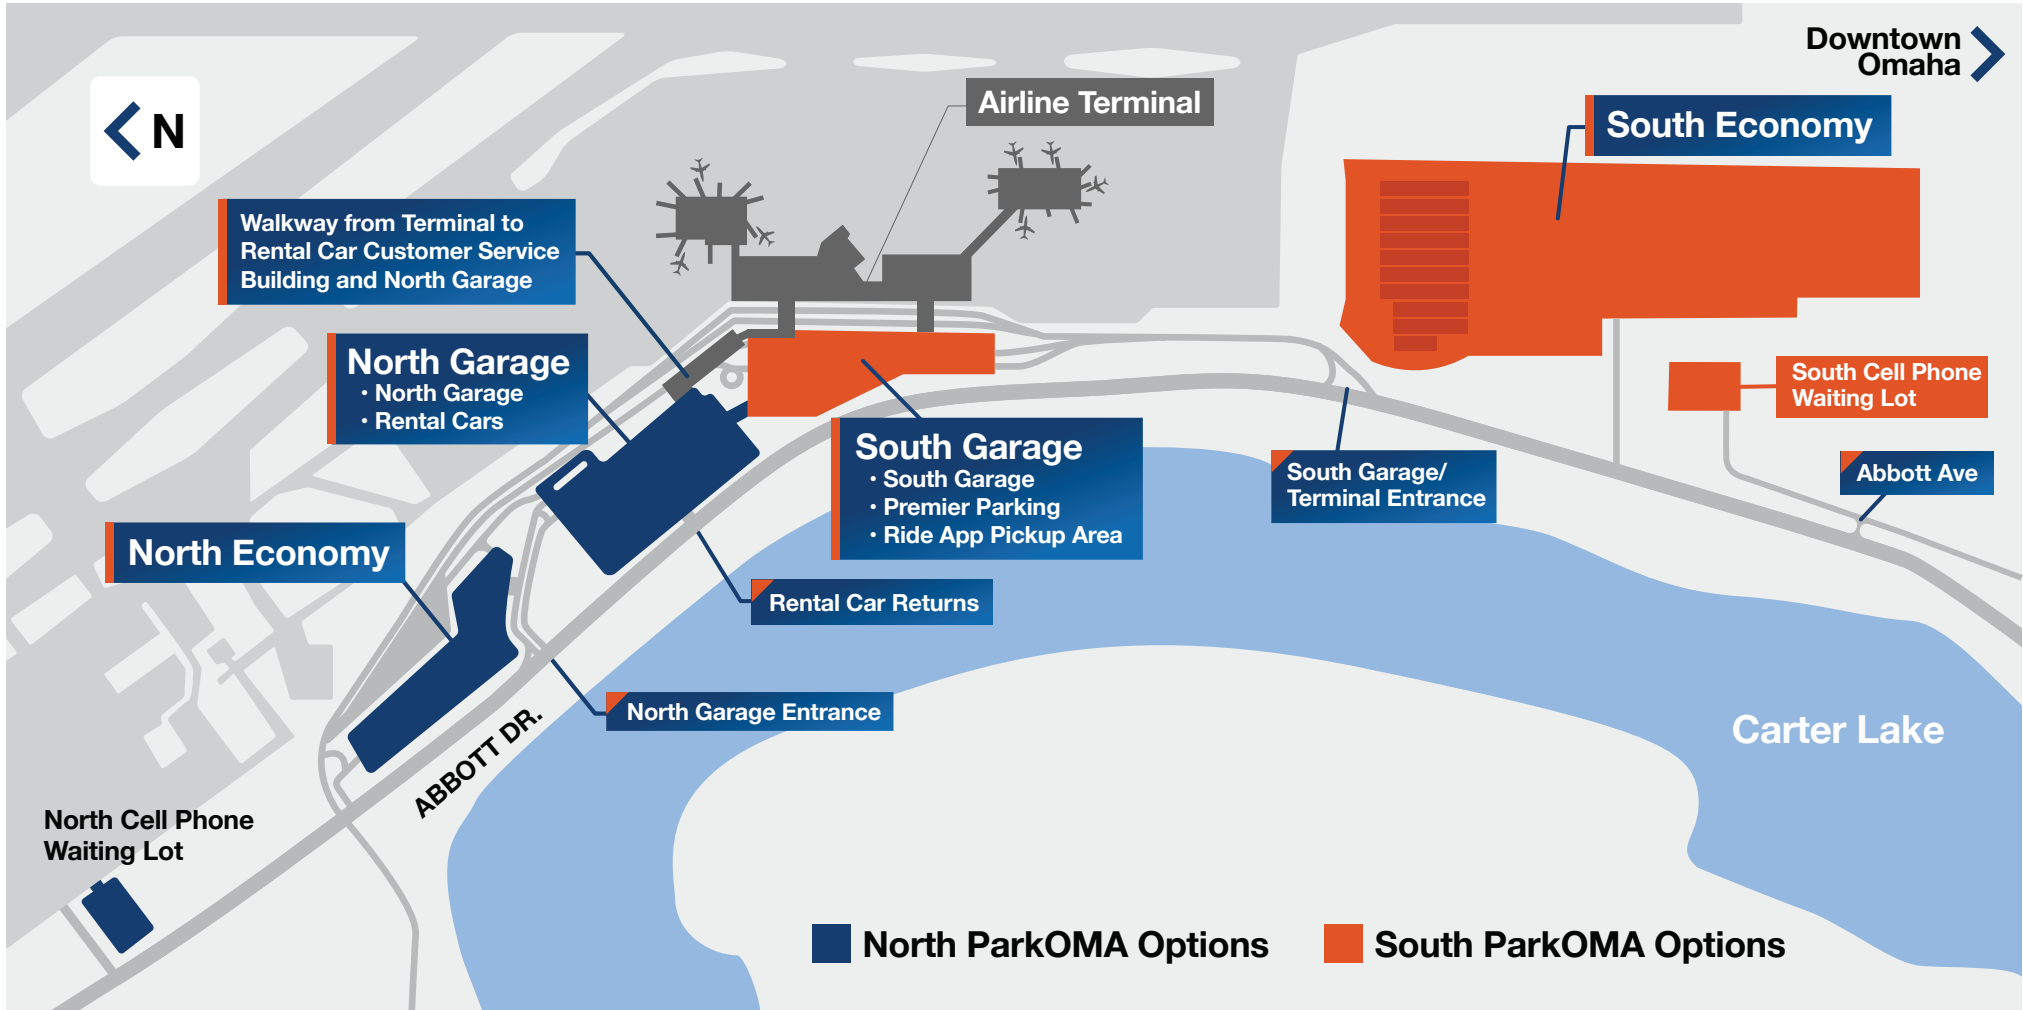 Downtown
Omaha
N
Airline Terminal
South Economy
Walkway from Terminal to
Rental Car Customer Service
Building and North Garage
North Garage
• North Garage
• Rental Cars
South Cell Phone
Waiting Lot
South Garage
• South Garage
• Premier Parking
• Ride App Pickup Area
South Garage/
Terminal Entrance
Abbott Ave
North Economy
Rental Car Returns
North Garage Entrance
ABBOTT DR.
Carter Lake
North Cell Phone
Waiting Lot
North ParkOMA Options
South ParkOMA Options